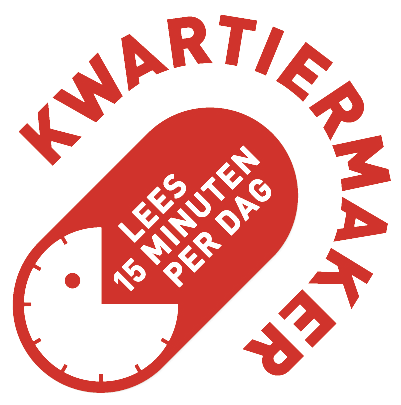 KWARTIERMAKER
LEES
15 MINUTEN
PER DAG